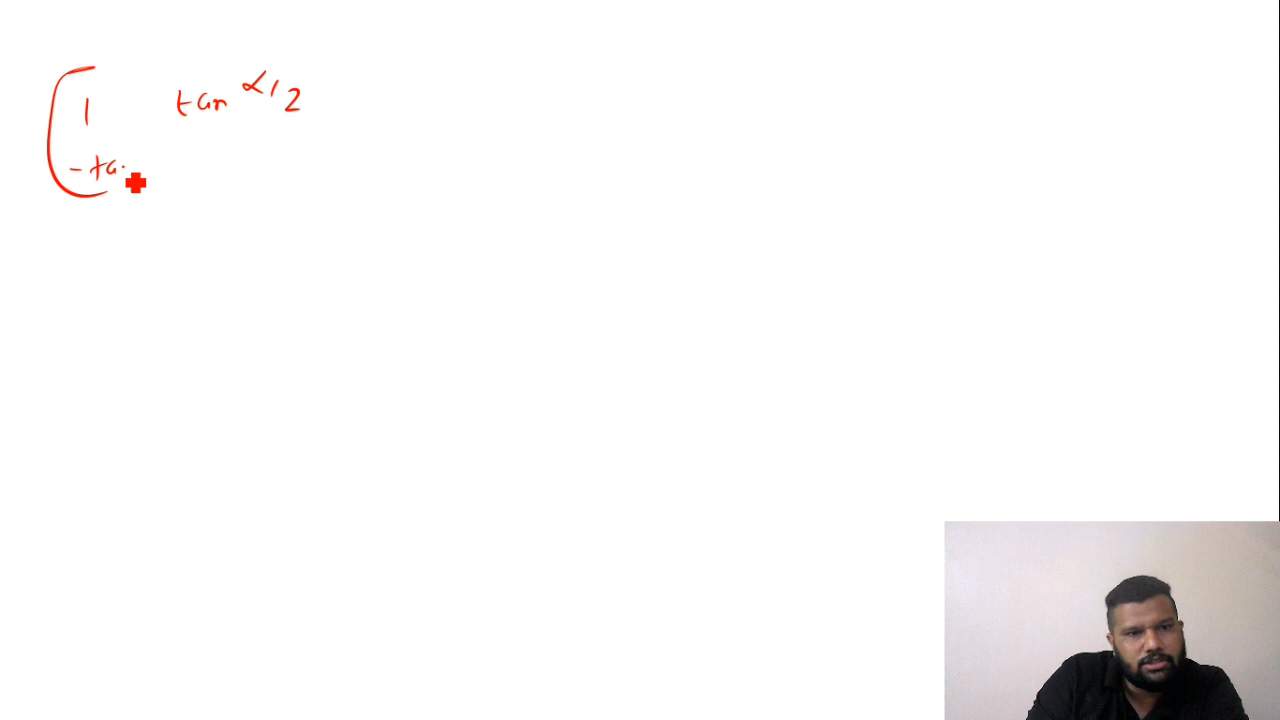 1 tan α/2
- ta